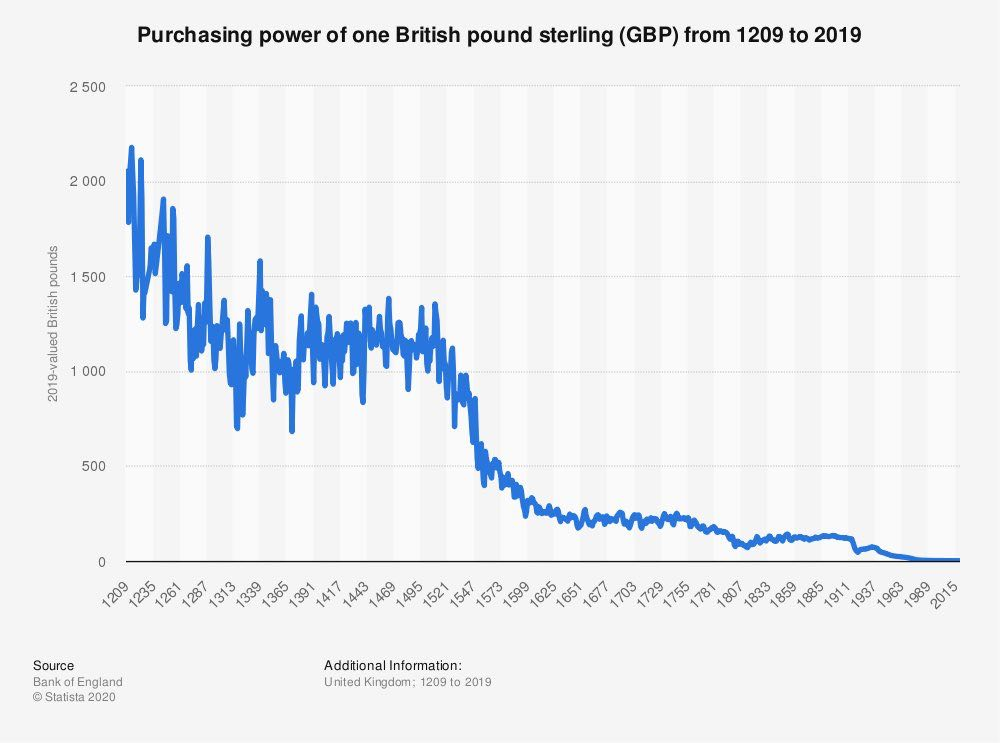 Purchasing power of one British pound sterling (GBP) from 1209 to 2019
2 500
2 000
1 500
1 000
500
0
2019-valued British pounds
1209 1235 1261 1287 1313 1339 1365 1391 1417 1443 1469 1495 1521 1547 1573 1599 1625 1651 1677 1703 1729 1755 1781 1807 1833 1859 1885 1911 1937 1963 1989 2015
Source
Bank of England
© Statista 2020
Additional Information:
United Kingdom; 1209 to 2019